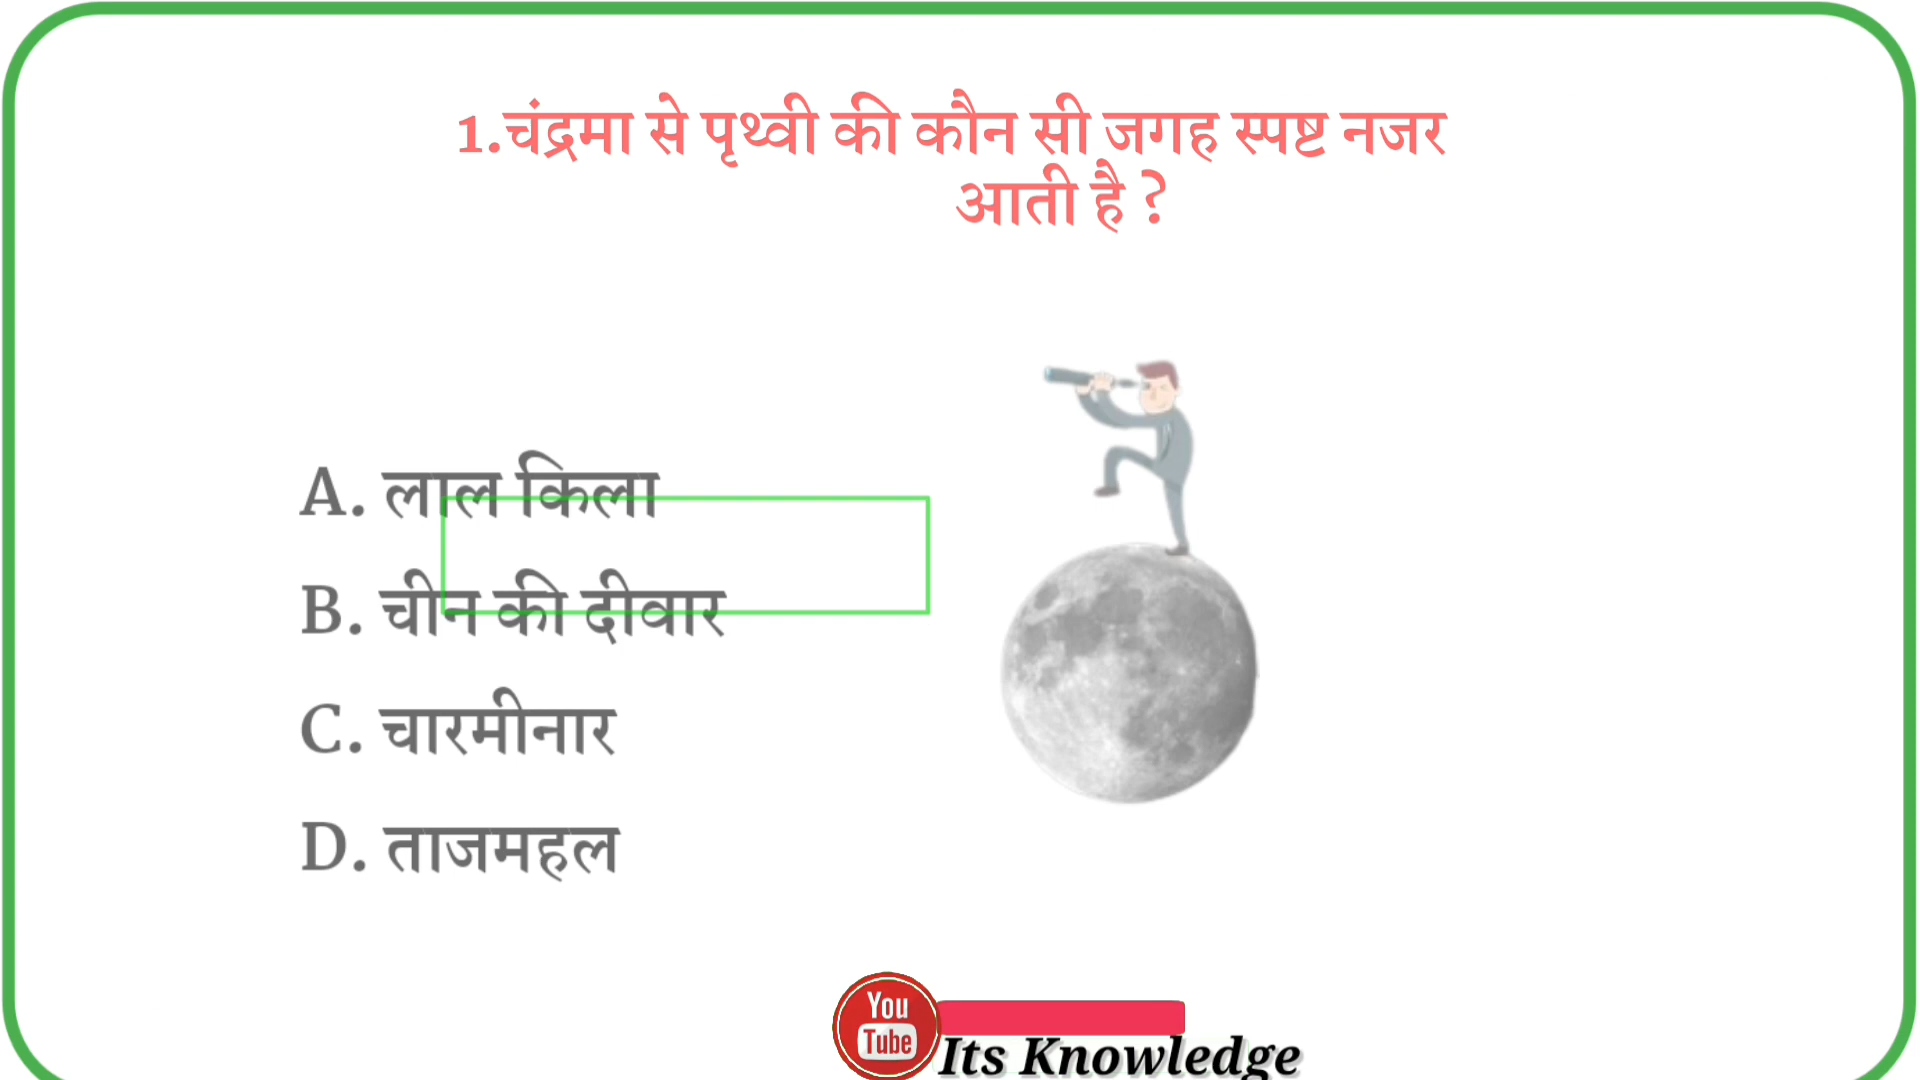 1.चंद्रमा से पृथ्वी की कौन सी जगह स्पष्ट नजर
आती है ?
A. लाल किला
B. चीन की दीवार
C. चारमीनार
D. ताजमहल
You
Tube
Its Knowledge